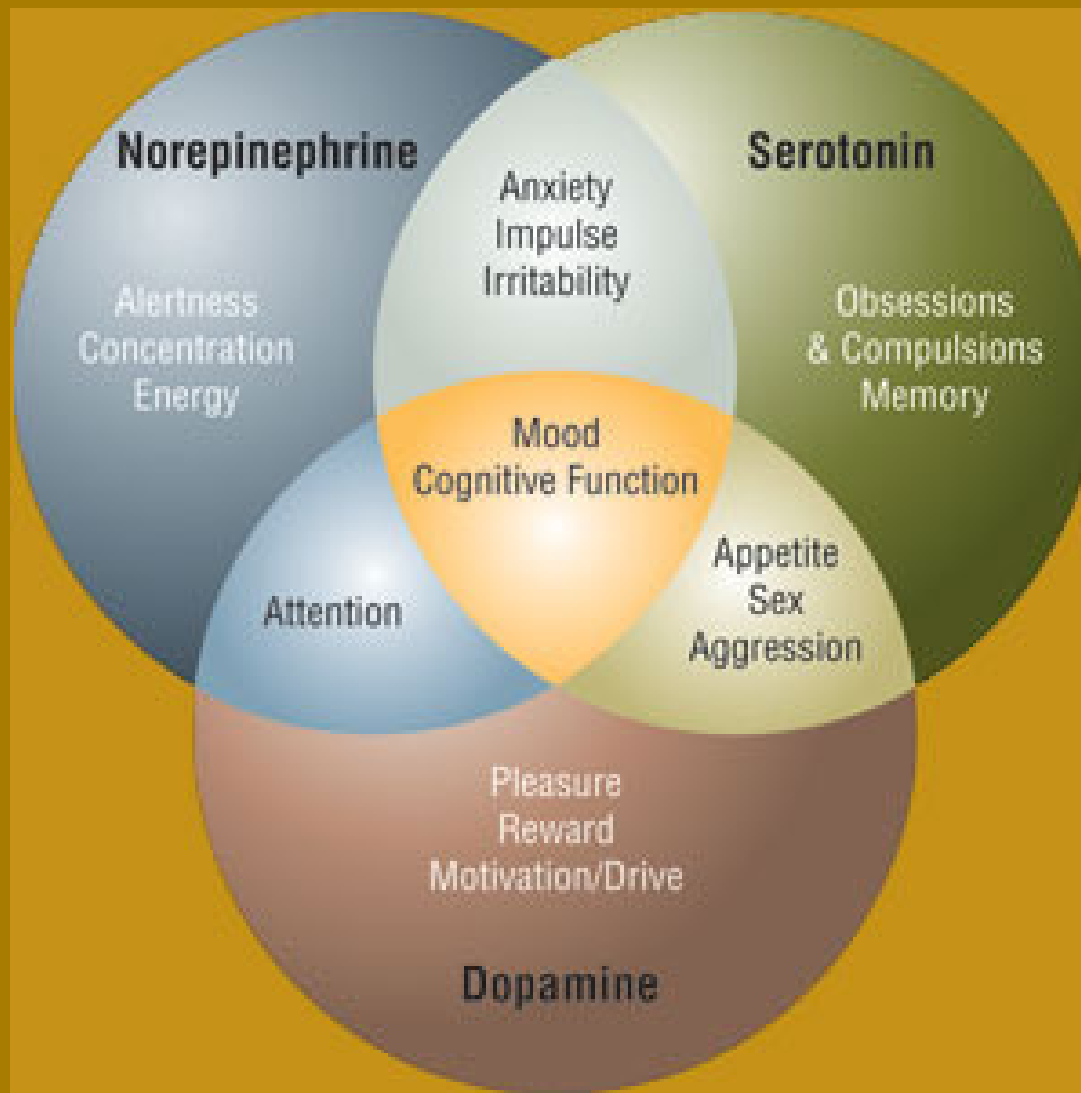 Norepinephrine
Serotonin
Anxiety
Impulse
Irritability
Alertness
Concentration
Energy
Obsessions
& Compulsions
Memory
Mood
Cognitive Function
Attention
Appetite
Sex
Aggression
Pleasure
Reward
Motivation/Drive
Dopamine